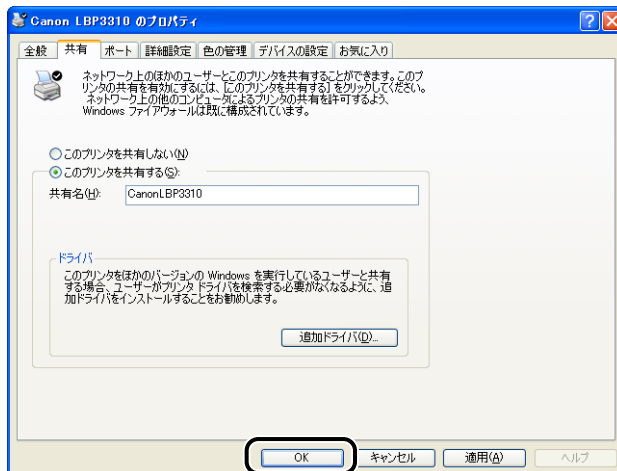 Canon LBP3310 のプロパティ
全般 共有 ポート 詳細設定 色の管理 デバイスの設定 お気に入り
ネットワーク上のほかのユーザーとこのプリンタを共有することができます。このプ
リンタの共有を有効にするには、[このプリンタを共有する] をクリックしてください。
ネットワーク上の他のコンピュータによるプリンタの共有を許可するよう、
Windows ファイアウォールは既に構成されています。
このプリンタを共有しない(N)
このプリンタを共有する(S):
共有名(H): CanonLBP3310
ドライバ
このプリンタをほかのバージョンの Windows を実行しているユーザーと共有
する場合、ユーザーがプリンタ ドライバを検索する必要がなくなるように、追
加ドライバをインストールすることをお勧めします。
追加ドライバ(D)...
OK キャンセル 適用(A) ヘルプ